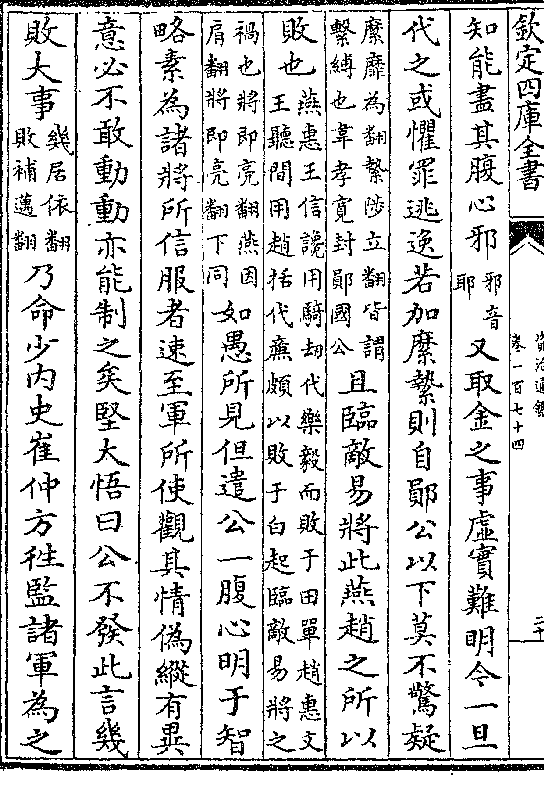 欽定四庫全書
資治通鑑
卷一百七十四
二十
知能盡其腹心邪邪音耶又取金之事虛實難明今一旦
代之或懼罪逃逸若加縻縶則自鄖公以下莫不驚疑
縻靡為翻縶陟立翻皆謂繫縛也韋孝寛封鄖國公且臨敵易將此燕趙之所以
敗也燕惠王信讒用騎劫代樂毅而敗于田單趙惠文王聽間用趙括代廉頗以敗于白起臨敵易將之
禍也將即亮翻燕因肩翻將即亮翻下同如愚所見但遣公一腹心明于智
略素為諸將所信服者速至軍所使觀其情偽縱有異
意必不敢動動亦能制之矣堅大悟曰公不發此言幾
敗大事幾居依翻敗補邁翻乃命少内史崔仲方徃監諸軍為之